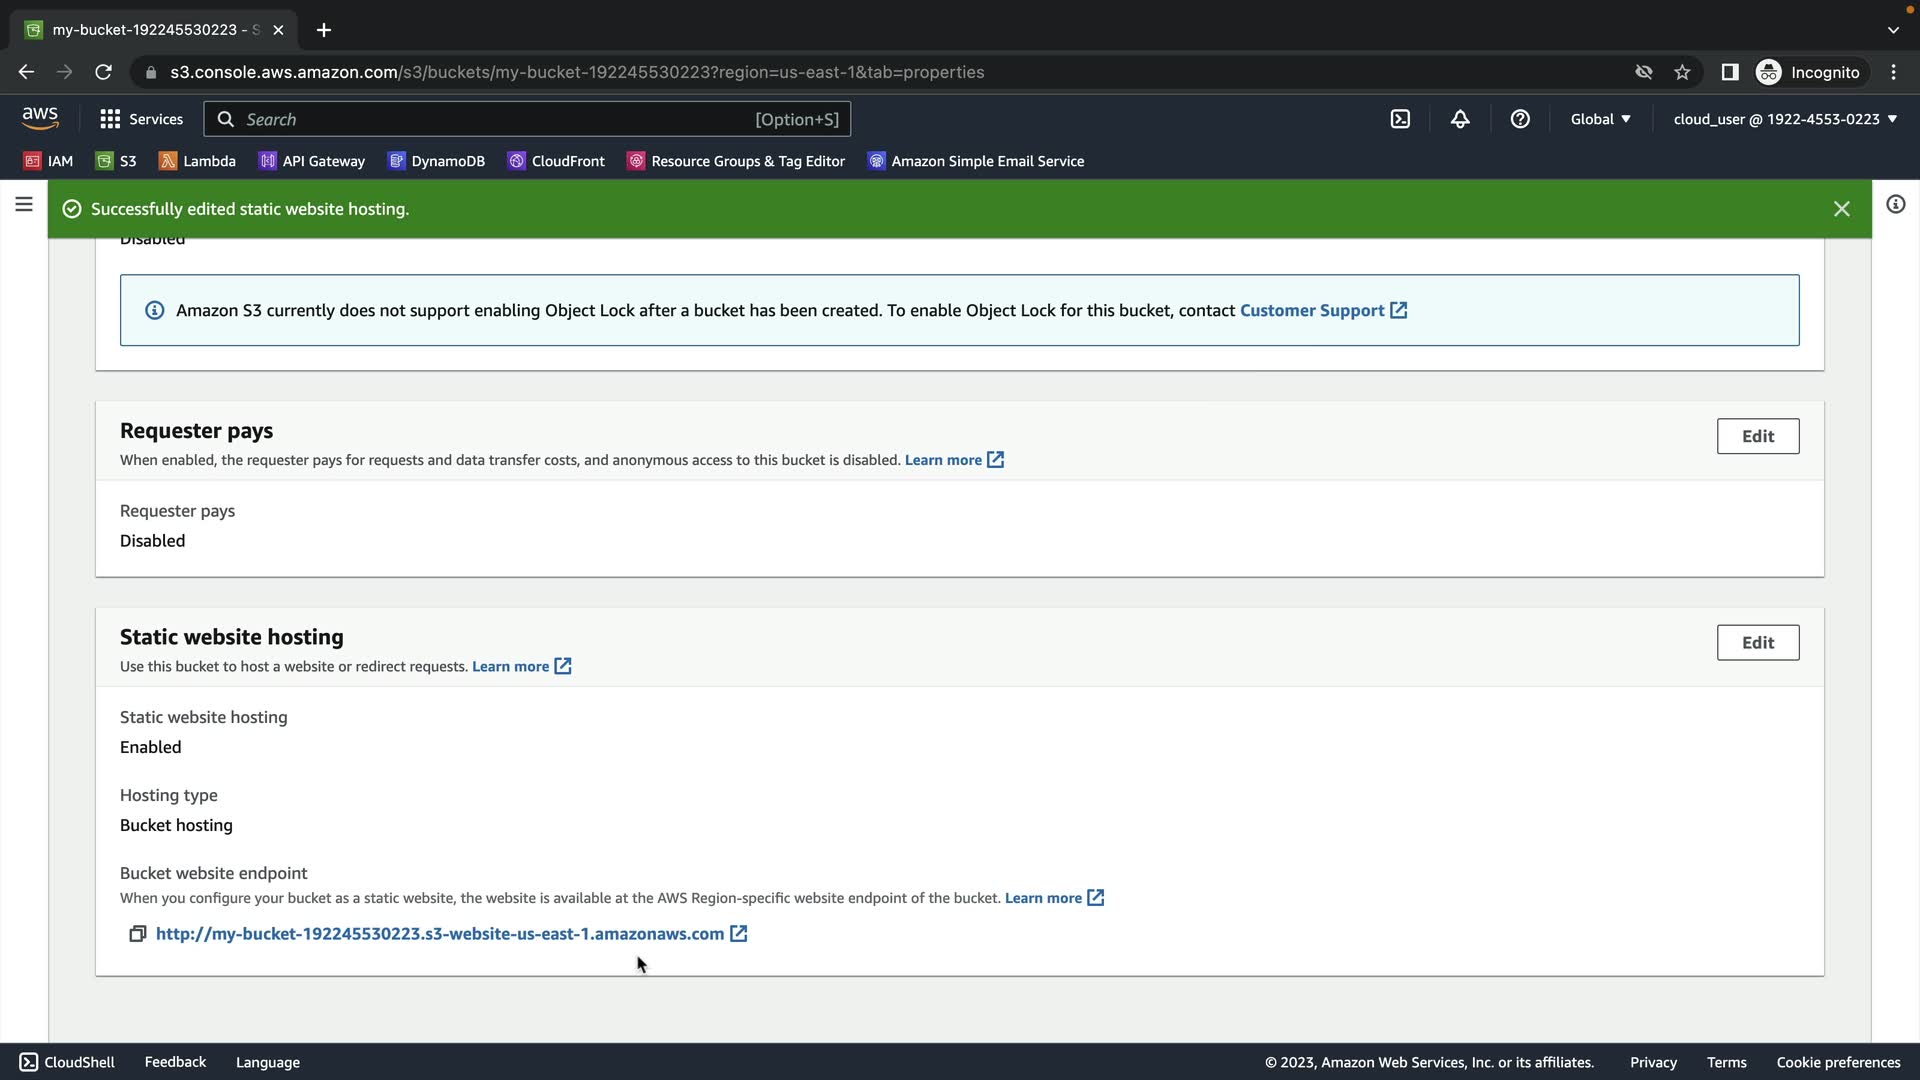 my-bucket-192245530223 - S
s3.console.aws.amazon.com/s3/buckets/my-bucket-192245530223?region=us-east-1&tab=properties
Incognito
aws
Services
Search
[Option+S]
Global
cloud_user @ 1922-4553-0223
IAM
S3
Lambda
API Gateway
DynamoDB
CloudFront
Resource Groups & Tag Editor
Amazon Simple Email Service
Successfully edited static website hosting.
Disabled
Amazon S3 currently does not support enabling Object Lock after a bucket has been created. To enable Object Lock for this bucket, contact Customer Support
Requester pays
Edit
When enabled, the requester pays for requests and data transfer costs, and anonymous access to this bucket is disabled. Learn more
Requester pays
Disabled
Static website hosting
Edit
Use this bucket to host a website or redirect requests. Learn more
Static website hosting
Enabled
Hosting type
Bucket hosting
Bucket website endpoint
When you configure your bucket as a static website, the website is available at the AWS Region-specific website endpoint of the bucket. Learn more
http://my-bucket-192245530223.s3-website-us-east-1.amazonaws.com
CloudShell
Feedback
Language
© 2023, Amazon Web Services, Inc. or its affiliates.
Privacy
Terms
Cookie preferences